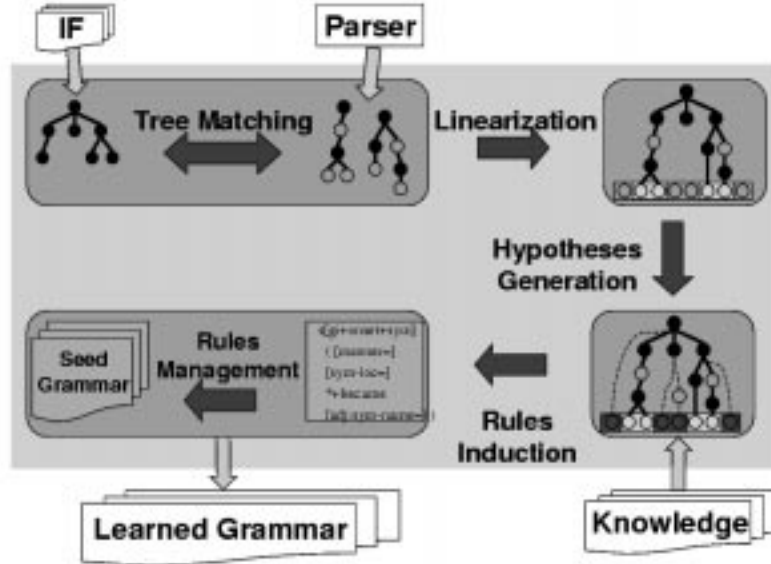 IF
Parser
Tree Matching
Linearization
Hypotheses
Generation
Seed
Grammar
Rules
Management
Rules
Induction
Learned Grammar
Knowledge